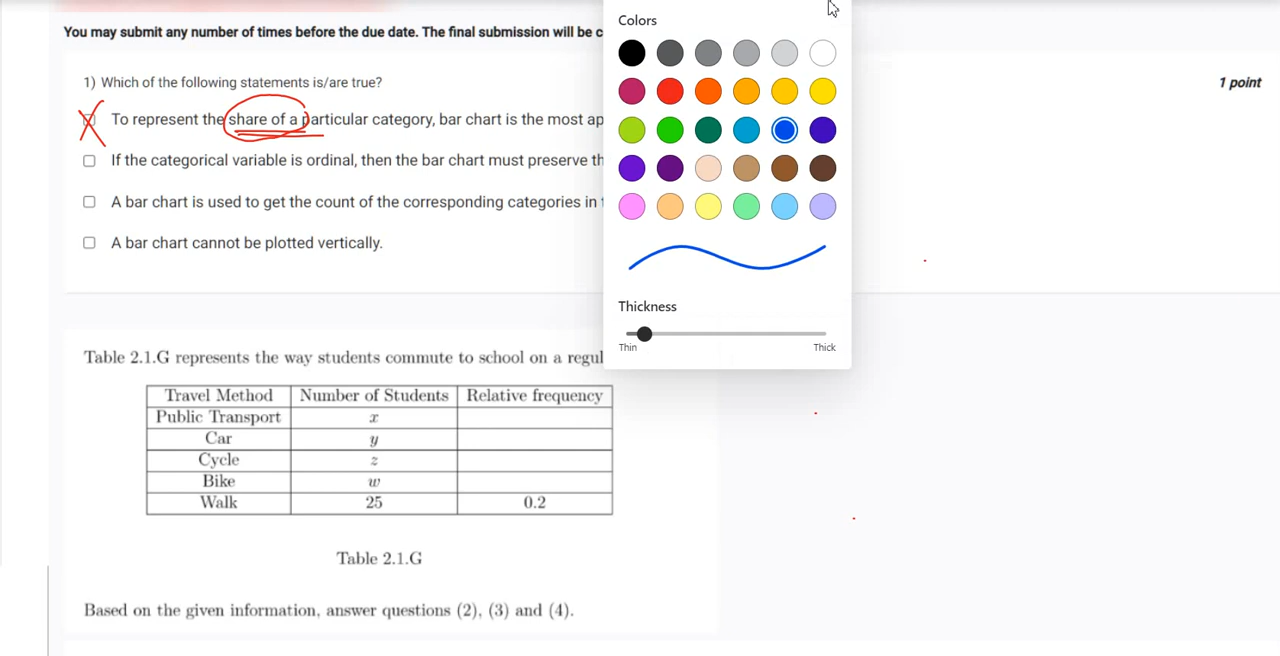 Colors
You may submit any number of times before the due date. The final submission will be c
1) Which of the following statements is/are true?
1 point
To represent the share of a particular category, bar chart is the most ap
If the categorical variable is ordinal, then the bar chart must preserve th
A bar chart is used to get the count of the corresponding categories in
A bar chart cannot be plotted vertically.
Thickness
Thin
Thick
Table 2.1.G represents the way students commute to school on a regul
Travel Method Number of Students Relative frequency
Public Transport x
Car y
Cycle z
Bike w
Walk 25 0.2
Table 2.1.G
Based on the given information, answer questions (2), (3) and (4).